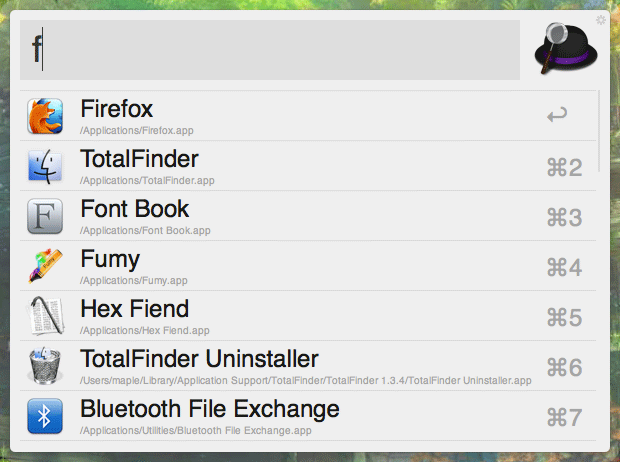 f
Firefox
/Applications/Firefox.app
TotalFinder
/Applications/TotalFinder.app
⌘2
Font Book
/Applications/Font Book.app
⌘3
Fumy
/Applications/Fumy.app
⌘4
Hex Fiend
/Applications/Hex Fiend.app
⌘5
TotalFinder Uninstaller
/Users/maple/Library/Application Support/TotalFinder/TotalFinder 1.3.4/TotalFinder Uninstaller.app
⌘6
Bluetooth File Exchange
/Applications/Utilities/Bluetooth File Exchange.app
⌘7